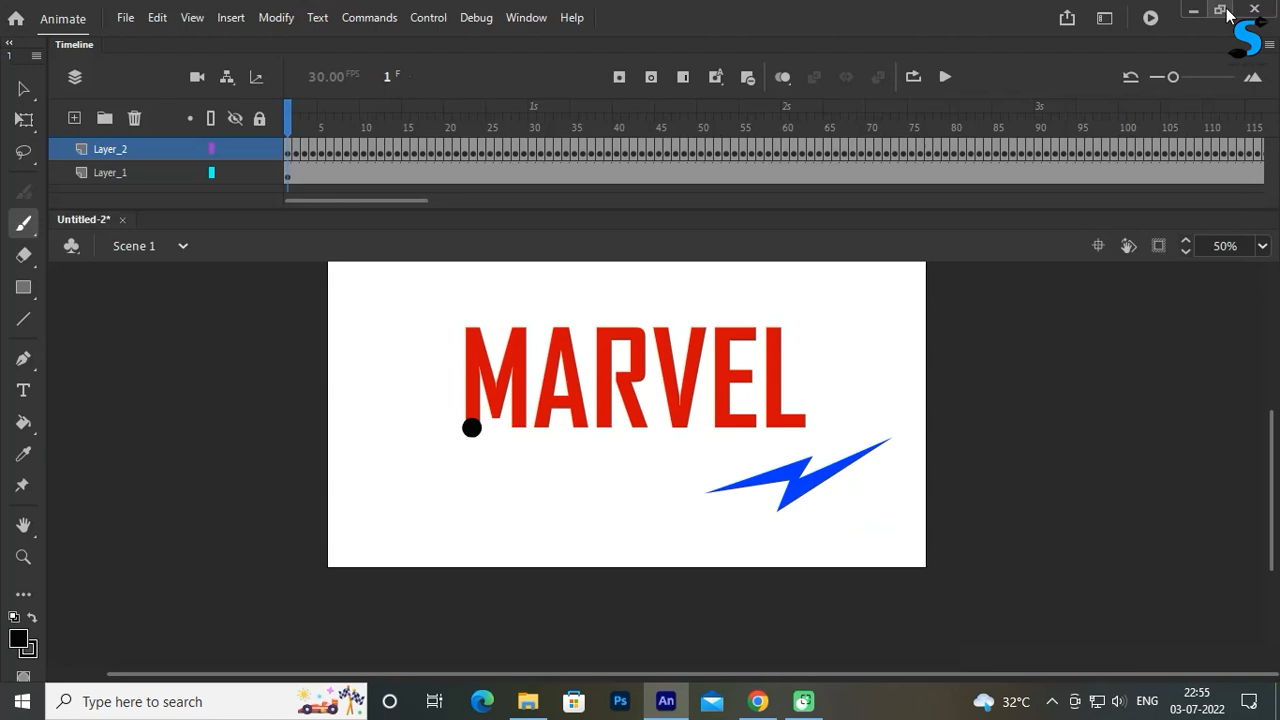 Animate File Edit View Insert Modify Text Commands Control Debug Window Help
Timeline
1
30.00 FPS 1 F
1s 2s 3s
5 10 15 20 25 30 35 40 45 50 55 60 65 70 75 80 85 90 95 100 105 110 115
Layer_2
Layer_1
Untitled-2*
Scene 1 50%
MARVEL
Type here to search 32°C ENG 22:55
03-07-2022